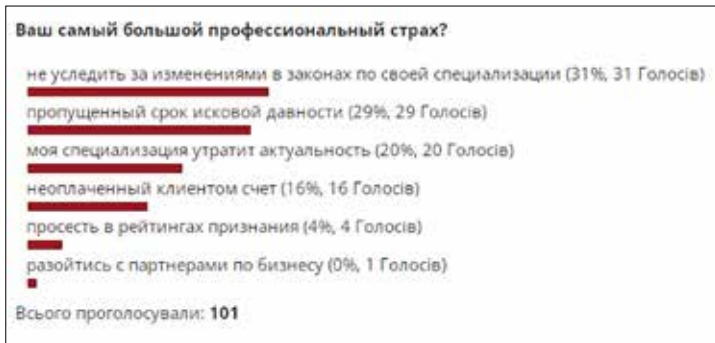 Ваш самый большой профессиональный страх?
не уследить за изменениями в законах по своей специализации (31%, 31 Голосів)
пропущенный срок исковой давности (29%, 29 Голосів)
моя специализация утратит актуальность (20%, 20 Голосів)
неоплаченный клиентом счет (16%, 16 Голосів)
просесть в рейтингах признания (4%, 4 Голосів)
разойтись с партнерами по бизнесу (0%, 1 Голосів)
Всього проголосували: 101